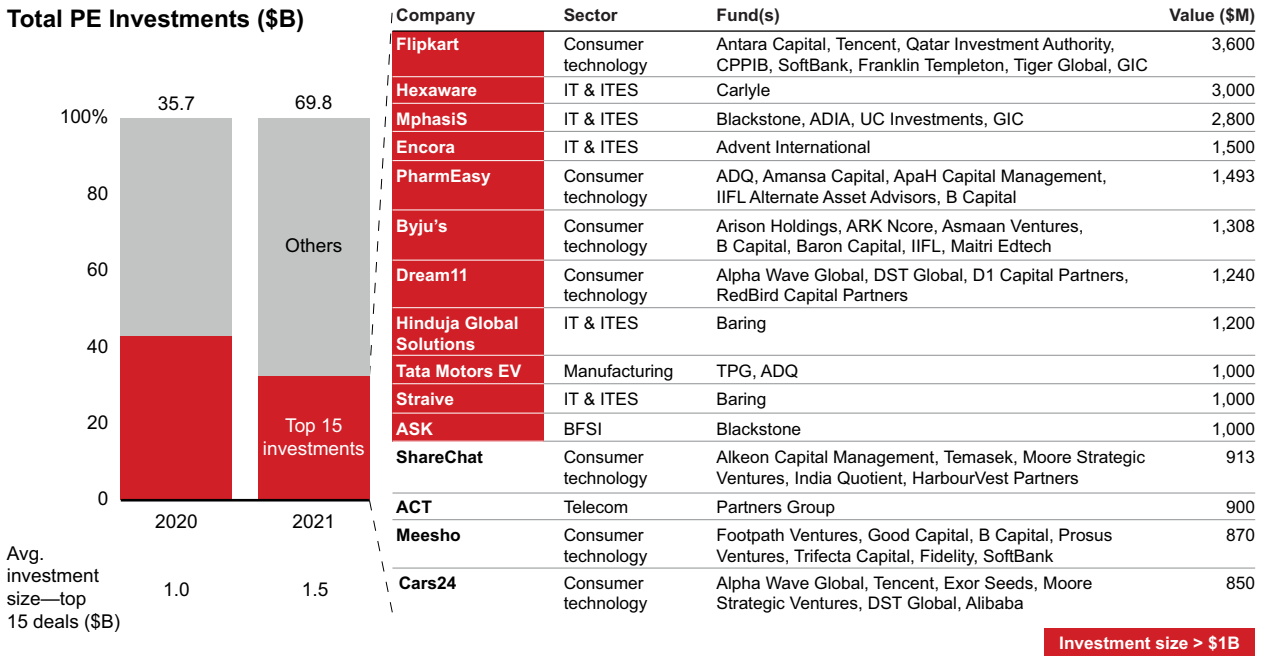 Total PE Investments ($B)
35.7
69.8
100%
80
60
40
20
0
Others
Top 15
investments
2020
2021
Avg.
investment
size—top
15 deals ($B)
1.0
1.5
Company Sector Fund(s) Value ($M)
Flipkart Consumer Antara Capital, Tencent, Qatar Investment Authority, 3,600
technology CPPIB, SoftBank, Franklin Templeton, Tiger Global, GIC
Hexaware IT & ITES Carlyle 3,000
MphasiS IT & ITES Blackstone, ADIA, UC Investments, GIC 2,800
Encora IT & ITES Advent International 1,500
PharmEasy Consumer ADQ, Amansa Capital, ApaH Capital Management, 1,493
technology IIFL Alternate Asset Advisors, B Capital
Byju’s Consumer Arison Holdings, ARK Ncore, Asmaan Ventures, 1,308
technology B Capital, Baron Capital, IIFL, Maitri Edtech
Dream11 Consumer Alpha Wave Global, DST Global, D1 Capital Partners, 1,240
technology RedBird Capital Partners
Hinduja Global IT & ITES Baring 1,200
Solutions
Tata Motors EV Manufacturing TPG, ADQ 1,000
Straive IT & ITES Baring 1,000
ASK BFSI Blackstone 1,000
ShareChat Consumer Alkeon Capital Management, Temasek, Moore Strategic 913
technology Ventures, India Quotient, HarbourVest Partners
ACT Telecom Partners Group 900
Meesho Consumer Footpath Ventures, Good Capital, B Capital, Prosus 870
technology Ventures, Trifecta Capital, Fidelity, SoftBank
Cars24 Consumer Alpha Wave Global, Tencent, Exor Seeds, Moore 850
technology Strategic Ventures, DST Global, Alibaba
Investment size > $1B